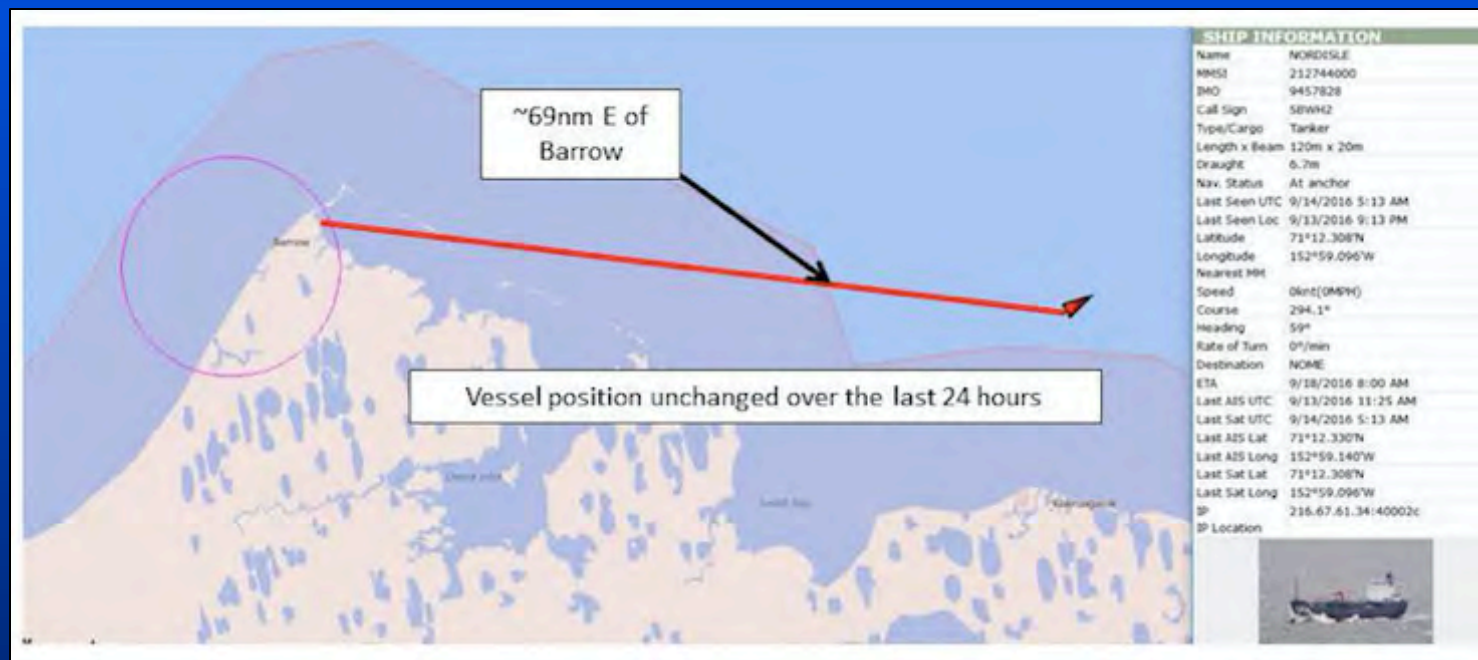 ~69nm E of
Barrow
Barrow
Vessel position unchanged over the last 24 hours
SHIP INFORMATION
Name NORDISLE
MMSI 212744000
IMO 9457828
Call Sign 5BWH2
Type/Cargo Tanker
Length x Beam 120m x 20m
Draught 6.7m
Nav. Status At anchor
Last Seen UTC 9/14/2016 5:13 AM
Last Seen Loc 9/13/2016 9:13 PM
Latitude 71°12.308'N
Longitude 152°59.096'W
Nearest MH
Speed 0knt(0MPH)
Course 294.1°
Heading 59°
Rate of Turn 0°/min
Destination NOME
ETA 9/18/2016 8:00 AM
Last AIS UTC 9/13/2016 11:25 AM
Last Sat UTC 9/14/2016 5:13 AM
Last AIS Lat 71°12.330'N
Last AIS Long 152°59.140'W
Last Sat Lat 71°12.308'N
Last Sat Long 152°59.096'W
IP 216.67.61.34:40002c
IP Location